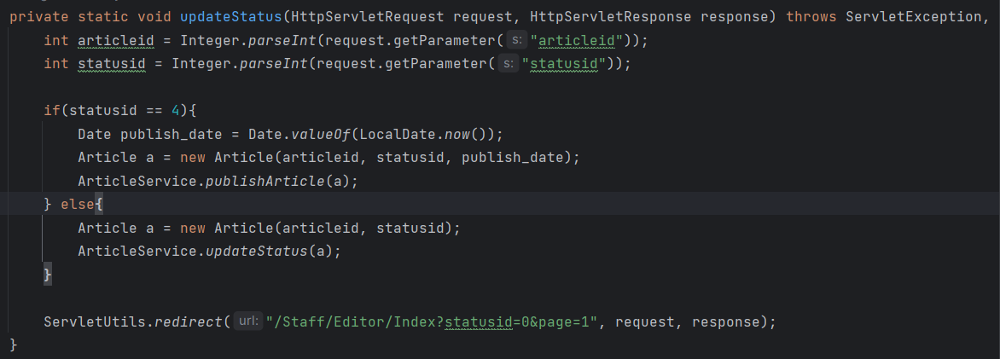 private static void updateStatus(HttpServletRequest request, HttpServletResponse response) throws ServletException,
int articleid = Integer.parseInt(request.getParameter( s: "articleid"));
int statusid = Integer.parseInt(request.getParameter( s: "statusid"));
if(statusid == 4){
Date publish_date = Date.valueOf(LocalDate.now());
Article a = new Article(articleid, statusid, publish_date);
ArticleService.publishArticle(a);
} else{
Article a = new Article(articleid, statusid);
ArticleService.updateStatus(a);
}
ServletUtils.redirect( url: "/Staff/Editor/Index?statusid=0&page=1", request, response);
}